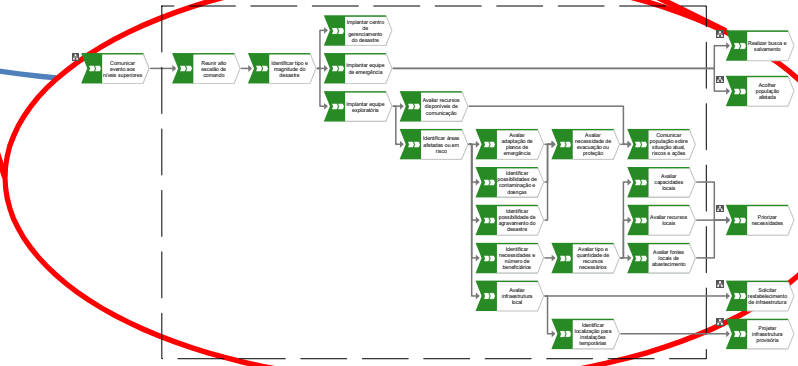 Implantar centro
de
gerenciamento
do desastre
Comunicar
evento aos
níveis superiores
Reunir alto
escalão de
comando
Identificar tipo e
magnitude do
desastre
Implantar equipe
de emergência
Realizar busca e
salvamento
Implantar equipe
exploratória
Avaliar recursos
disponíveis de
comunicação
Acolher
população
afetada
Identificar áreas
afetadas ou em
risco
Avaliar
adaptação de
planos de
emergência
Avaliar
necessidade de
evacuação ou
proteção
Comunicar
população sobre
situação atual,
riscos e ações
Identificar
possibilidades de
contaminação e
doenças
Avaliar
capacidades
locais
Identificar
possibilidade de
agravamento do
desastre
Avaliar recursos
locais
Priorizar
necessidades
Identificar
necessidades e
número de
beneficiários
Avaliar tipo e
quantidade de
recursos
necessários
Avaliar fontes
locais de
abastecimento
Avaliar
infraestrutura
local
Solicitar
restabelecimento
de infraestrutura
Identificar
localização para
instalações
temporárias
Projetar
infraestrutura
provisória